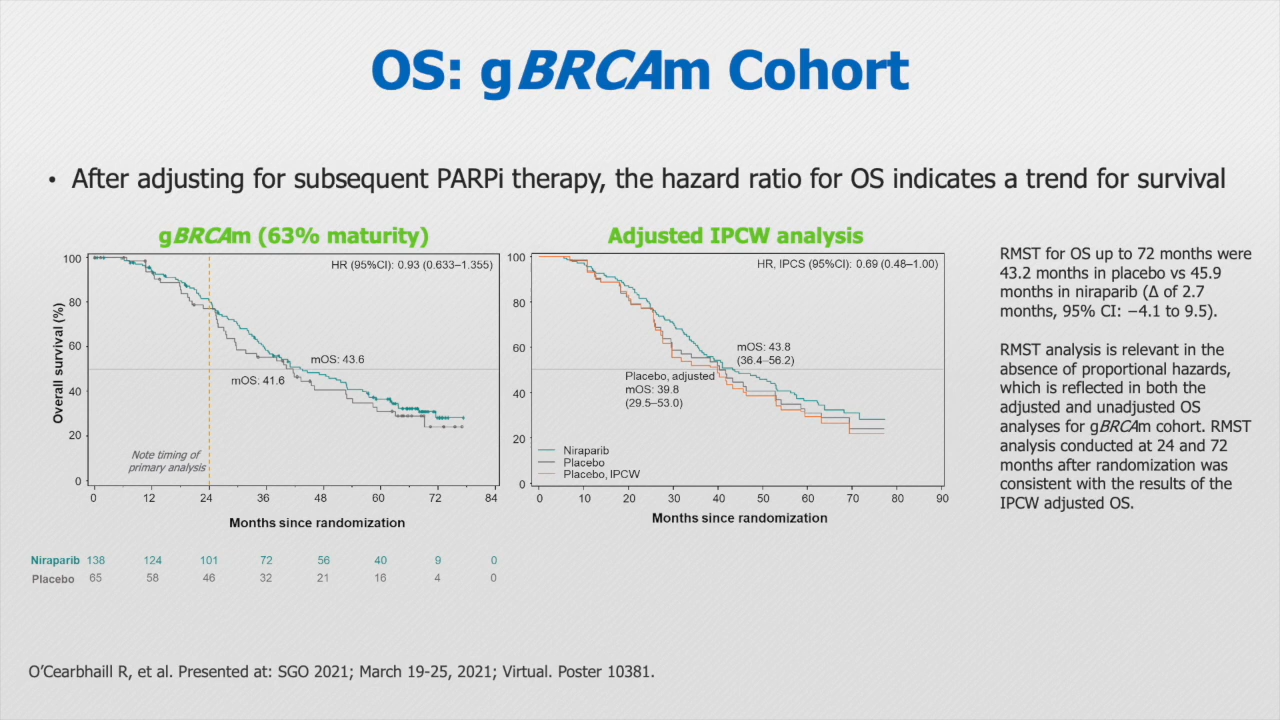 OS: gBRCAm Cohort
• After adjusting for subsequent PARPi therapy, the hazard ratio for OS indicates a trend for survival
gBRCAm (63% maturity)
HR (95%CI): 0.93 (0.633–1.355)
Overall survival (%)
100
80
60
40
20
0
mOS: 43.6
mOS: 41.6
Note timing of
primary analysis
0 12 24 36 48 60 72 84
Months since randomization
Niraparib 138 124 101 72 56 40 9 0
Placebo 65 58 46 32 21 16 4 0
Adjusted IPCW analysis
HR, IPCS (95%CI): 0.69 (0.48–1.00)
100
80
60
40
20
0
mOS: 43.8
(36.4–56.2)
Placebo, adjusted
mOS: 39.8
(29.5–53.0)
Niraparib
Placebo
Placebo, IPCW
0 10 20 30 40 50 60 70 80 90
Months since randomization
RMST for OS up to 72 months were
43.2 months in placebo vs 45.9
months in niraparib (Δ of 2.7
months, 95% CI: −4.1 to 9.5).
RMST analysis is relevant in the
absence of proportional hazards,
which is reflected in both the
adjusted and unadjusted OS
analyses for gBRCAm cohort. RMST
analysis conducted at 24 and 72
months after randomization was
consistent with the results of the
IPCW adjusted OS.
O'Cearbhaill R, et al. Presented at: SGO 2021; March 19-25, 2021; Virtual. Poster 10381.